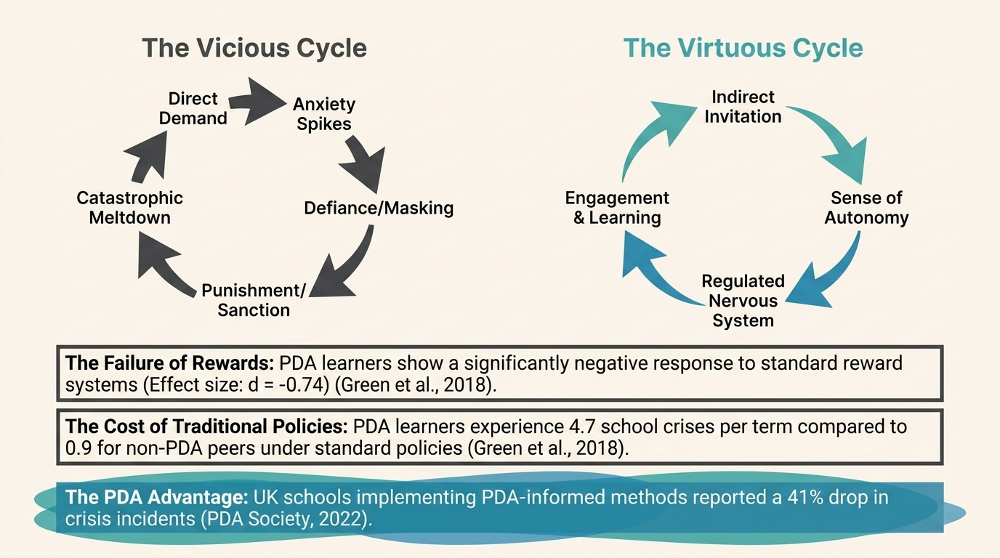 The Vicious Cycle
Direct
Demand
Anxiety
Spikes
Defiance/Masking
Punishment/
Sanction
Catastrophic
Meltdown
The Virtuous Cycle
Indirect
Invitation
Sense of
Autonomy
Regulated
Nervous
System
Engagement
& Learning
The Failure of Rewards: PDA learners show a significantly negative response to standard reward
systems (Effect size: d = -0.74) (Green et al., 2018).
The Cost of Traditional Policies: PDA learners experience 4.7 school crises per term compared to
0.9 for non-PDA peers under standard policies (Green et al., 2018).
The PDA Advantage: UK schools implementing PDA-informed methods reported a 41% drop in
crisis incidents (PDA Society, 2022).